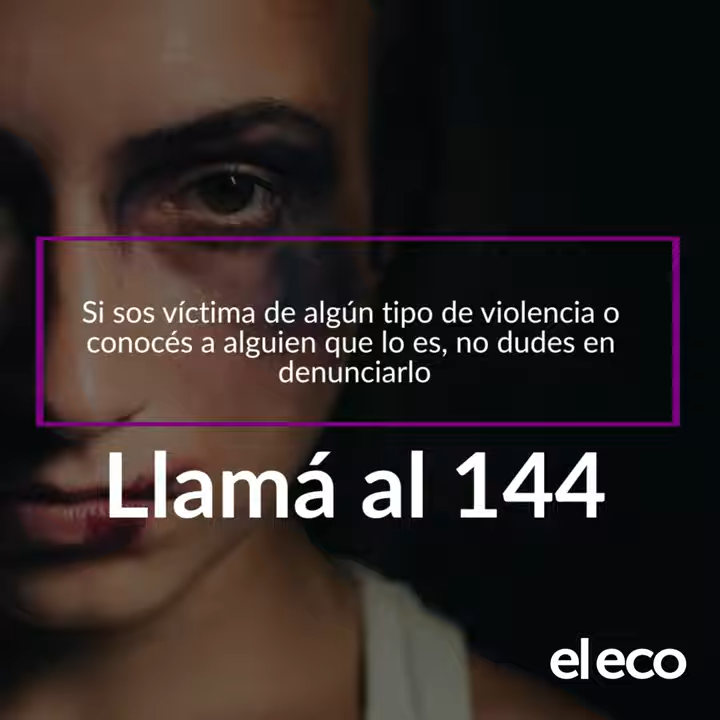 Si sos víctima de algún tipo de violencia o
conocés a alguien que lo es, no dudes en
denunciarlo
Llamá al 144
el eco